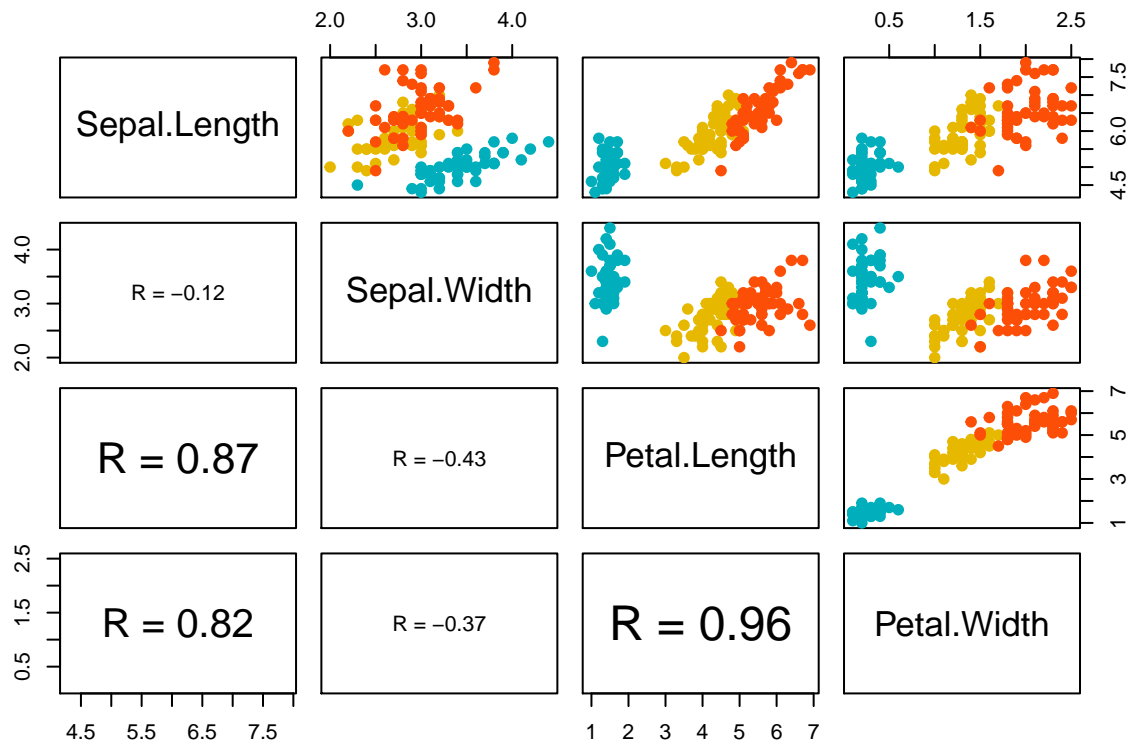 2.0 3.0 4.0
0.5 1.5 2.5
Sepal.Length
4.5 6.0 7.5
2.0 3.0 4.0
R = −0.12
Sepal.Width
R = 0.87
R = −0.43
Petal.Length
1 3 5 7
0.5 1.5 2.5
R = 0.82
R = −0.37
R = 0.96
Petal.Width
4.5 5.5 6.5 7.5
1 2 3 4 5 6 7